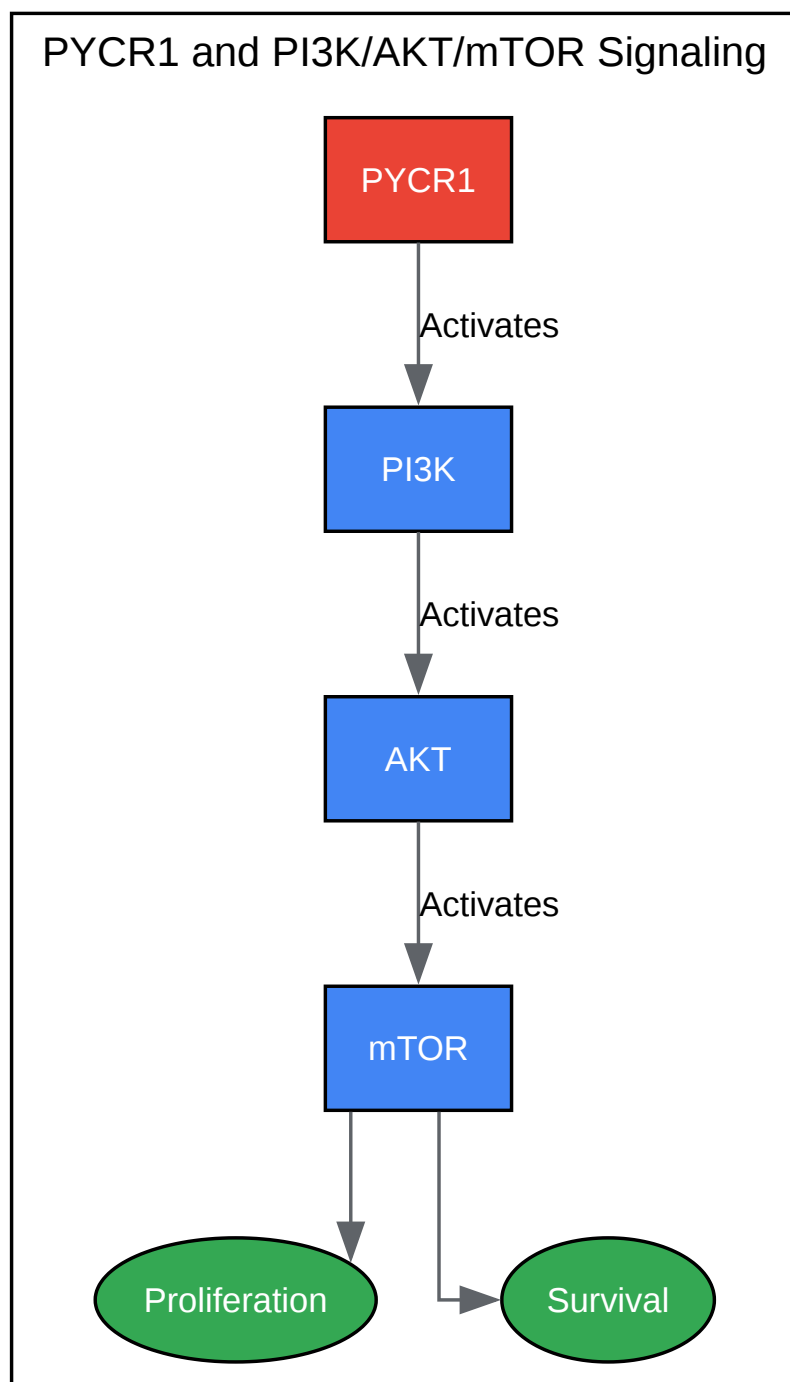 PYCR1 and PI3K/AKT/mTOR Signaling
PYCR1
Activates
PI3K
Activates
AKT
Activates
mTOR
Proliferation
Survival